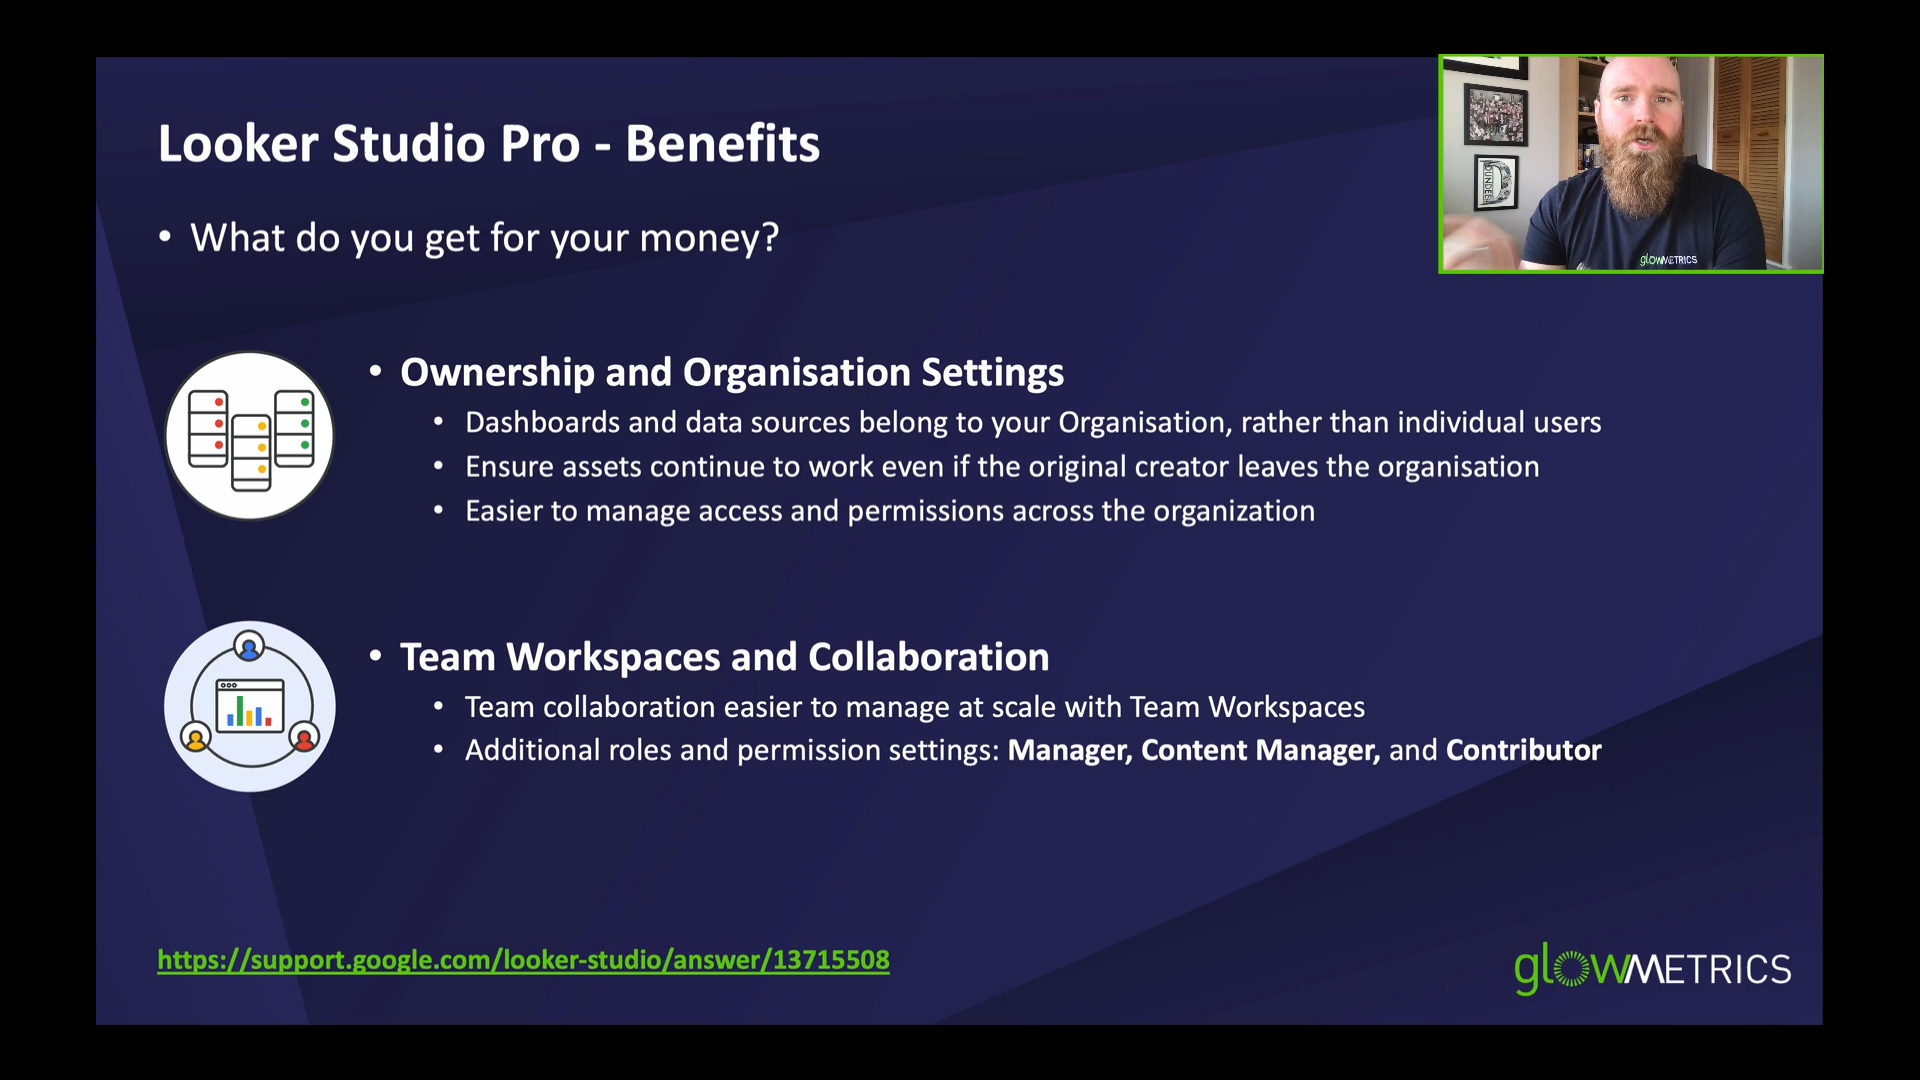 Looker Studio Pro - Benefits
• What do you get for your money?
• Ownership and Organisation Settings
• Dashboards and data sources belong to your Organisation, rather than individual users
• Ensure assets continue to work even if the original creator leaves the organisation
• Easier to manage access and permissions across the organization
• Team Workspaces and Collaboration
• Team collaboration easier to manage at scale with Team Workspaces
• Additional roles and permission settings: Manager, Content Manager, and Contributor
https://support.google.com/looker-studio/answer/13715508
glowMETRICS
DUNDEE
glowMETRICS